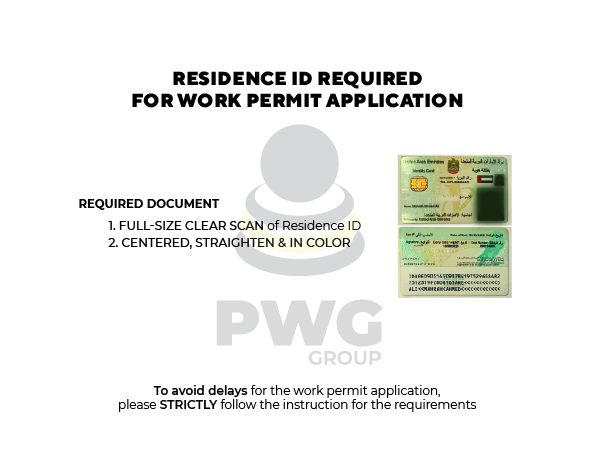 RESIDENCE ID REQUIRED
FOR WORK PERMIT APPLICATION
REQUIRED DOCUMENT
1. FULL-SIZE CLEAR SCAN of Residence ID
2. CENTERED, STRAIGHTEN & IN COLOR
United Arab Emirates
Identity Card
PWG
GROUP
To avoid delays for the work permit application,
please STRICTLY follow the instruction for the requirements